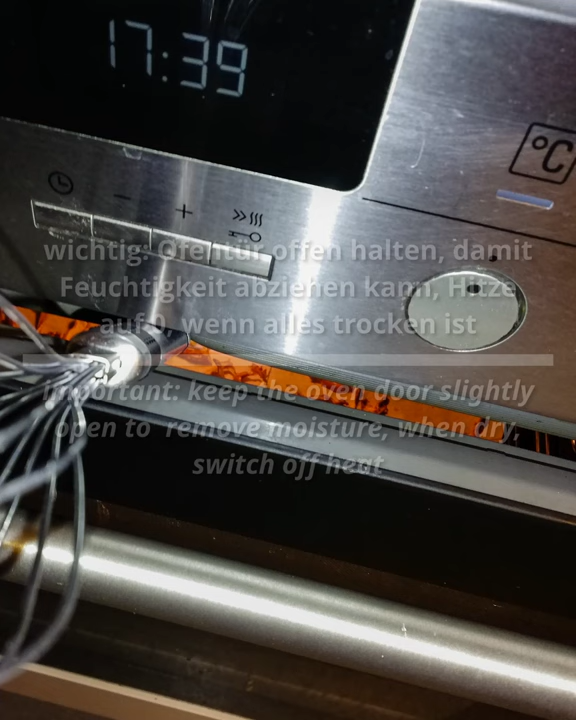 17:39
°C
wichtig: Ofentür offen halten, damit
Feuchtigkeit abziehen kann, Hitze
auf 0, wenn alles trocken ist
important: keep the oven door slightly
open to remove moisture, when dry,
switch off heat